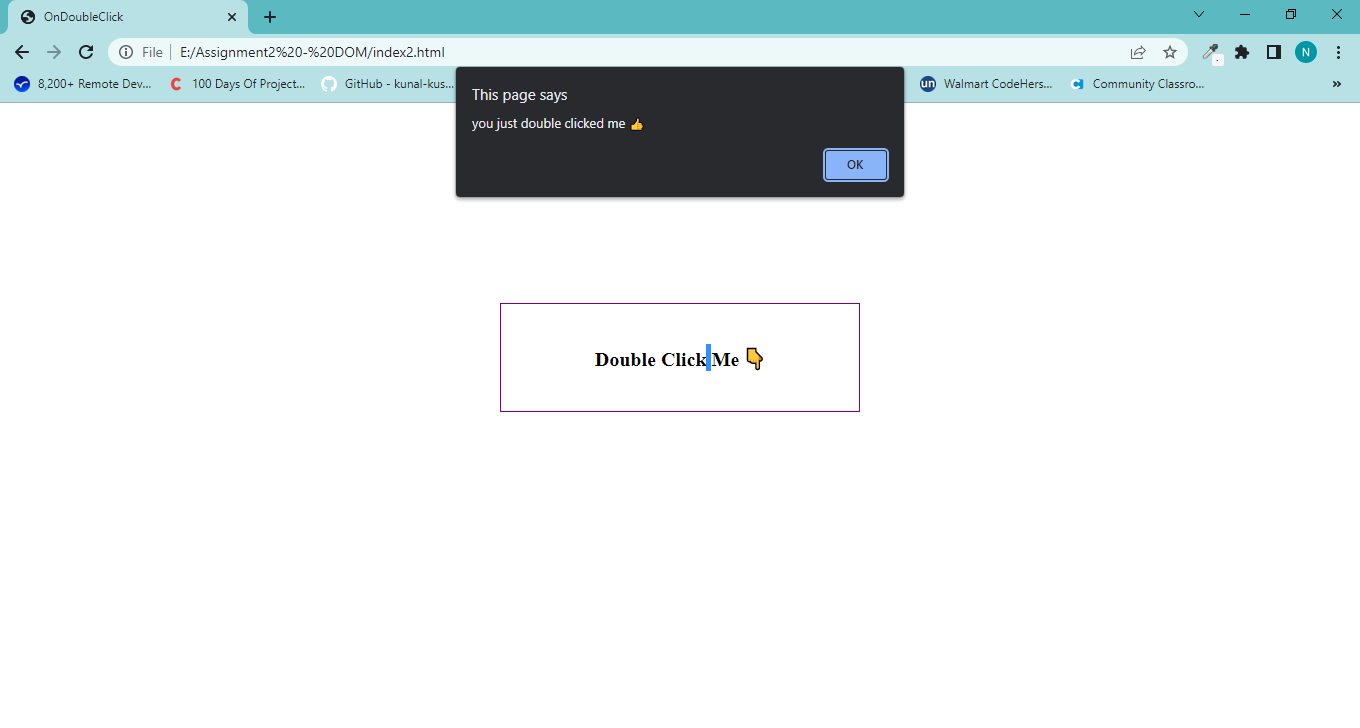 OnDoubleClick
File E:/Assignment2%20-%20DOM/index2.html
N
8,200+ Remote Dev... 100 Days Of Project... GitHub - kunal-kus... un Walmart CodeHers... Community Classro... »
This page says
you just double clicked me 👍
OK
Double Click Me 👇